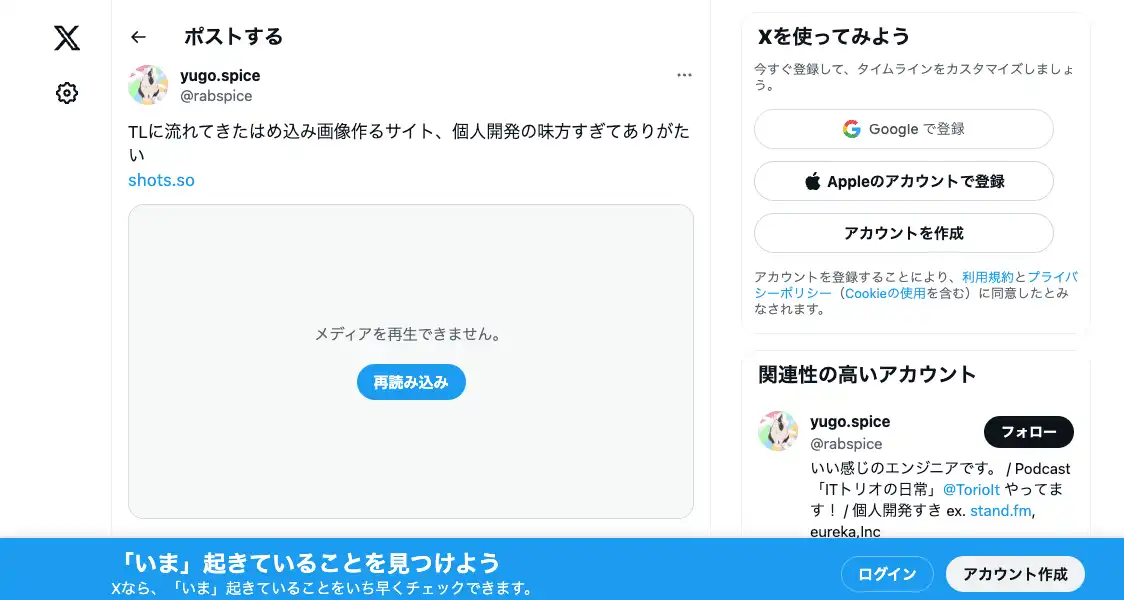 ポストする
yugo.spice
@rabspice
TLに流れてきたはめ込み画像作るサイト、個人開発の味方すぎてありがた
い
shots.so
メディアを再生できません。
再読み込み
Xを使ってみよう
今すぐ登録して、タイムラインをカスタマイズしましょ
う。
Google で登録
Appleのアカウントで登録
アカウントを作成
アカウントを登録することにより、利用規約とプライバ
シーポリシー（Cookieの使用を含む）に同意したとみ
なされます。
関連性の高いアカウント
yugo.spice
@rabspice
フォロー
いい感じのエンジニアです。 / Podcast
「ITトリオの日常」@TorioIt やってま
す！ / 個人開発すき ex. stand.fm,
eureka,Inc
「いま」起きていることを見つけよう
Xなら、「いま」起きていることをいち早くチェックできます。
ログイン
アカウント作成